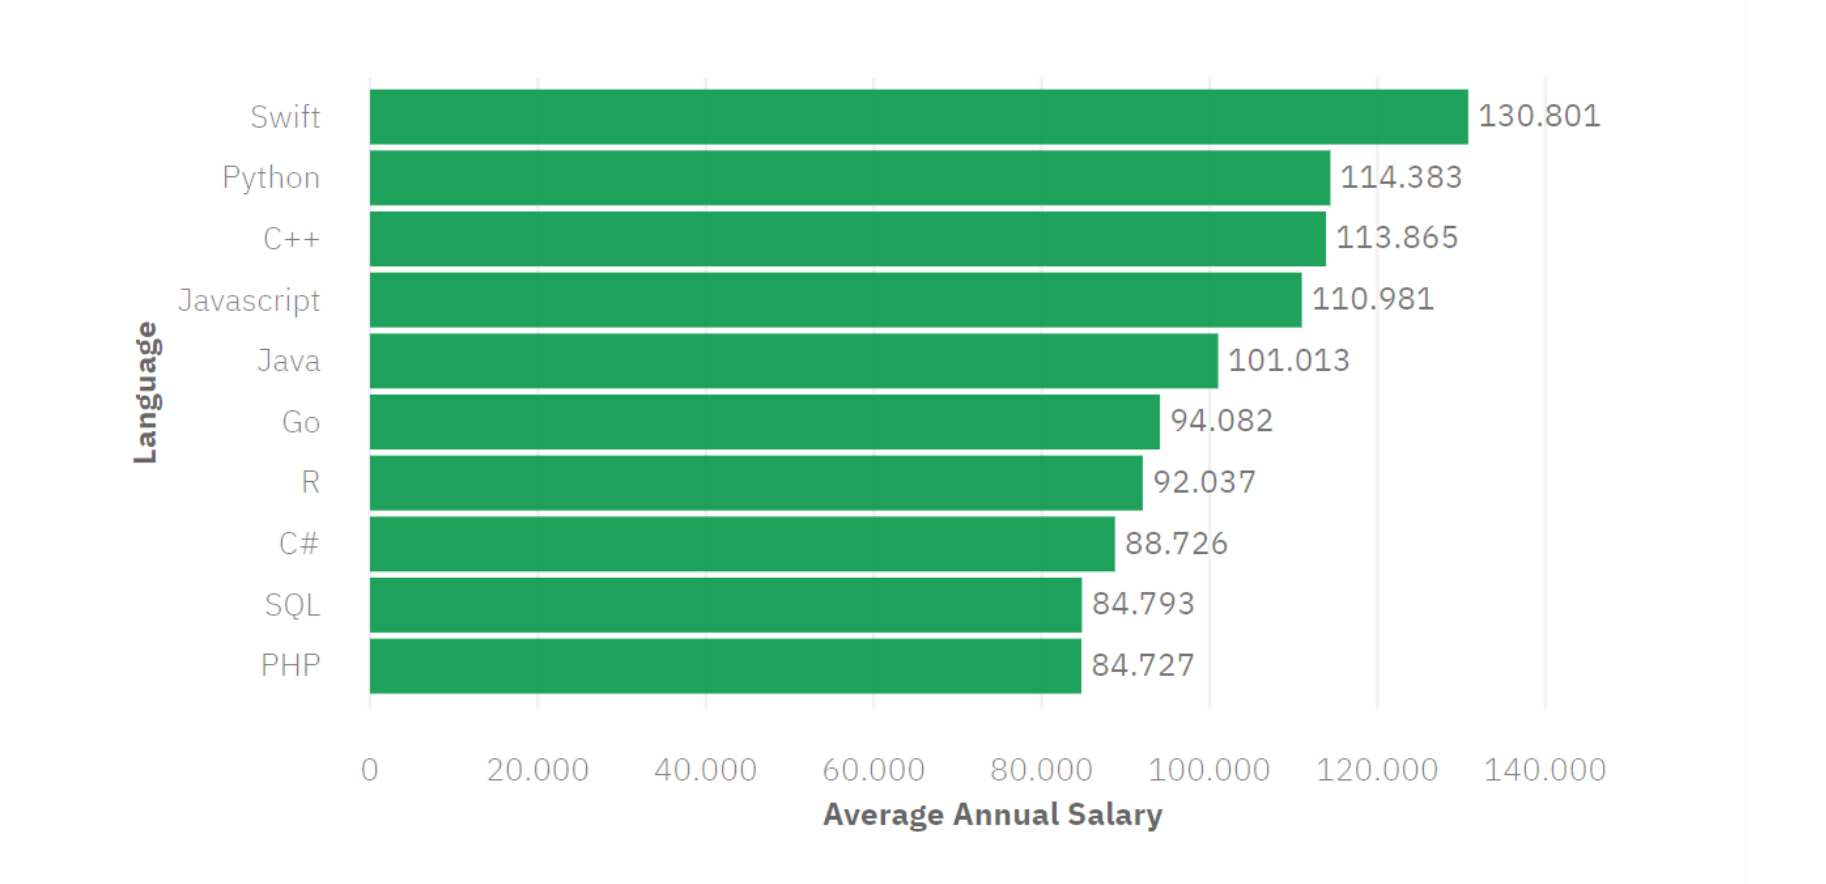 Swift 130.801
Python 114.383
C++ 113.865
Javascript 110.981
Java 101.013
Go 94.082
R 92.037
C# 88.726
SQL 84.793
PHP 84.727
Language
0 20.000 40.000 60.000 80.000 100.000 120.000 140.000
Average Annual Salary